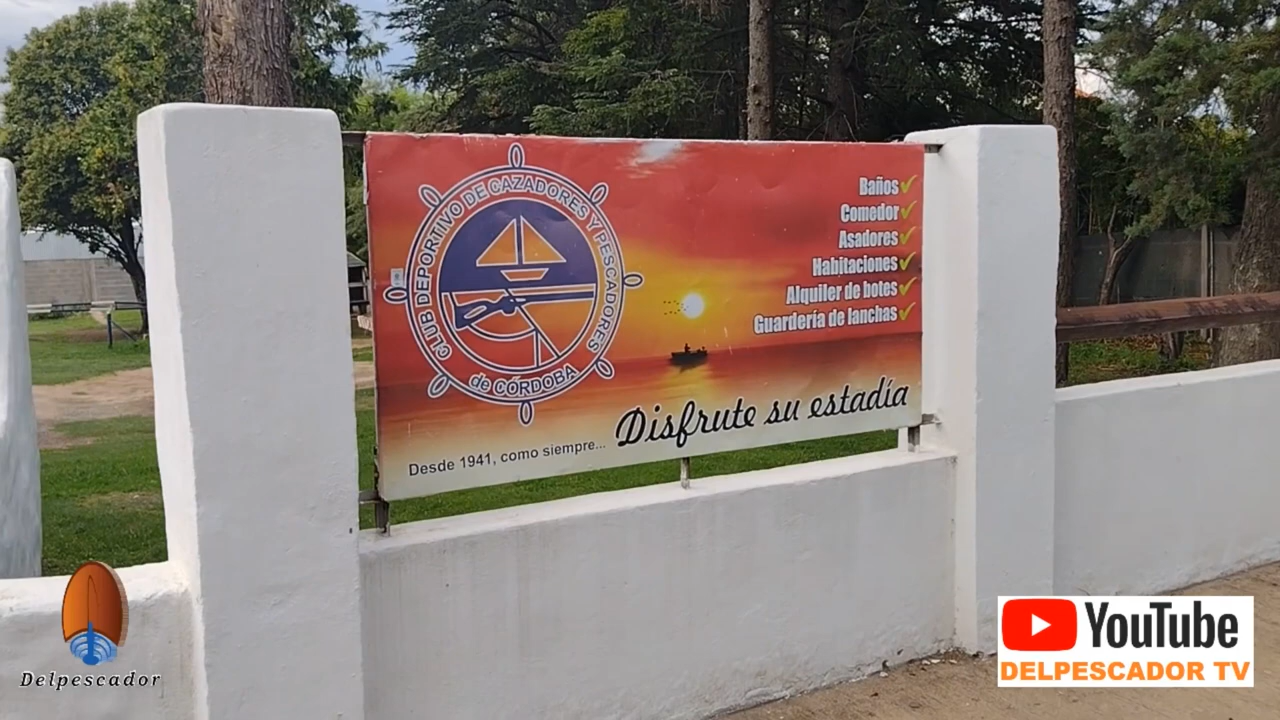 CLUB DEPORTIVO DE CAZADORES Y PESCADORES
de CÓRDOBA
Baños
Comedor
Asadores
Habitaciones
Alquiler de botes
Guardería de lanchas
Disfrute su estadía
Desde 1941, como siempre...
Delpescador
YouTube
DELPESCADOR TV